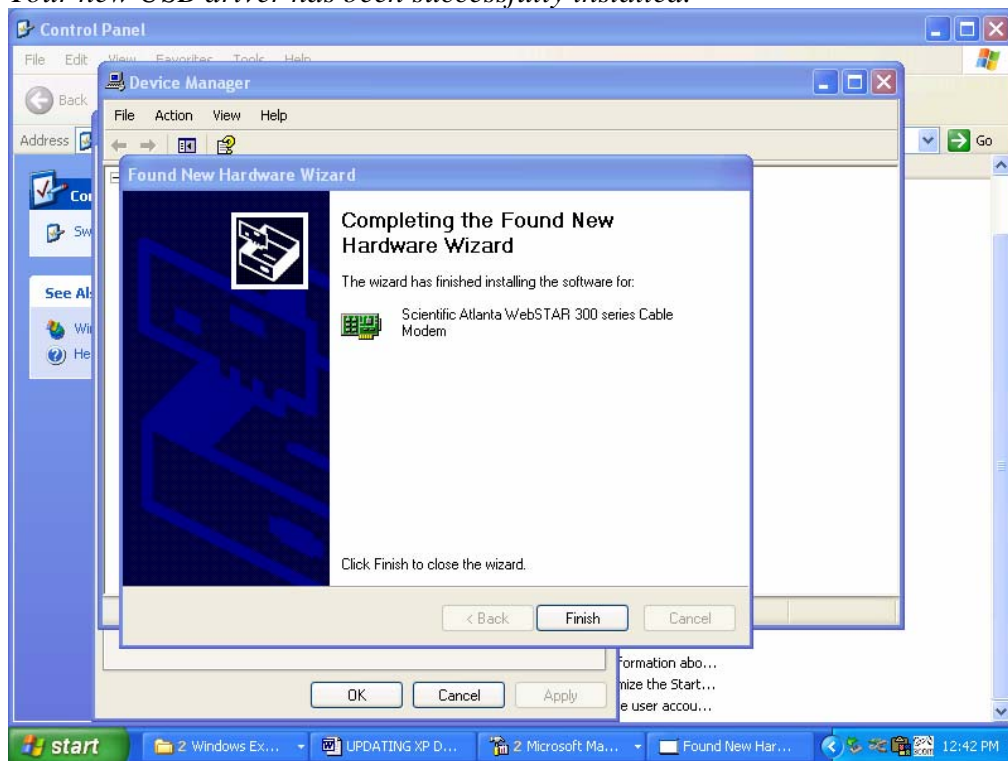 Your new USB driver has been successfully installed.
Control Panel
File Edit View Favorites Tools Help
Device Manager
Back
File Action View Help
Address
Go
Found New Hardware Wizard
Completing the Found New
Hardware Wizard
The wizard has finished installing the software for:
Scientific Atlanta WebSTAR 300 series Cable
Modem
See Al
Click Finish to close the wizard.
< Back Finish Cancel
formation abo...
mize the Start...
e user accou...
OK Cancel Apply
start 2 Windows Ex... UPDATING XP D... 2 Microsoft Ma... Found New Har... 12:42 PM